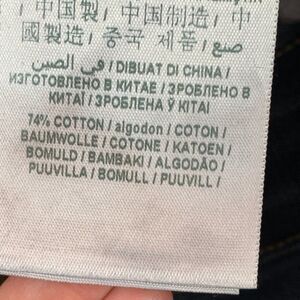 / 中国製 / 中国制造 / 中
國製造 / 중국 제품 / صنع
في الصين / DIBUAT DI CHINA /
ИЗГОТОВЛЕНО В КИТАЕ / ЗРОБЛЕНО В
КИТАЇ / ЗРОБЛЕНА Ў КІТАІ
74% COTTON / algodon / COTON /
BAUMWOLLE / COTONE / KATOEN /
BOMULD / BAMBAKI / ALGODÃO /
PUUVILLA / BOMULL / PUUVILL /